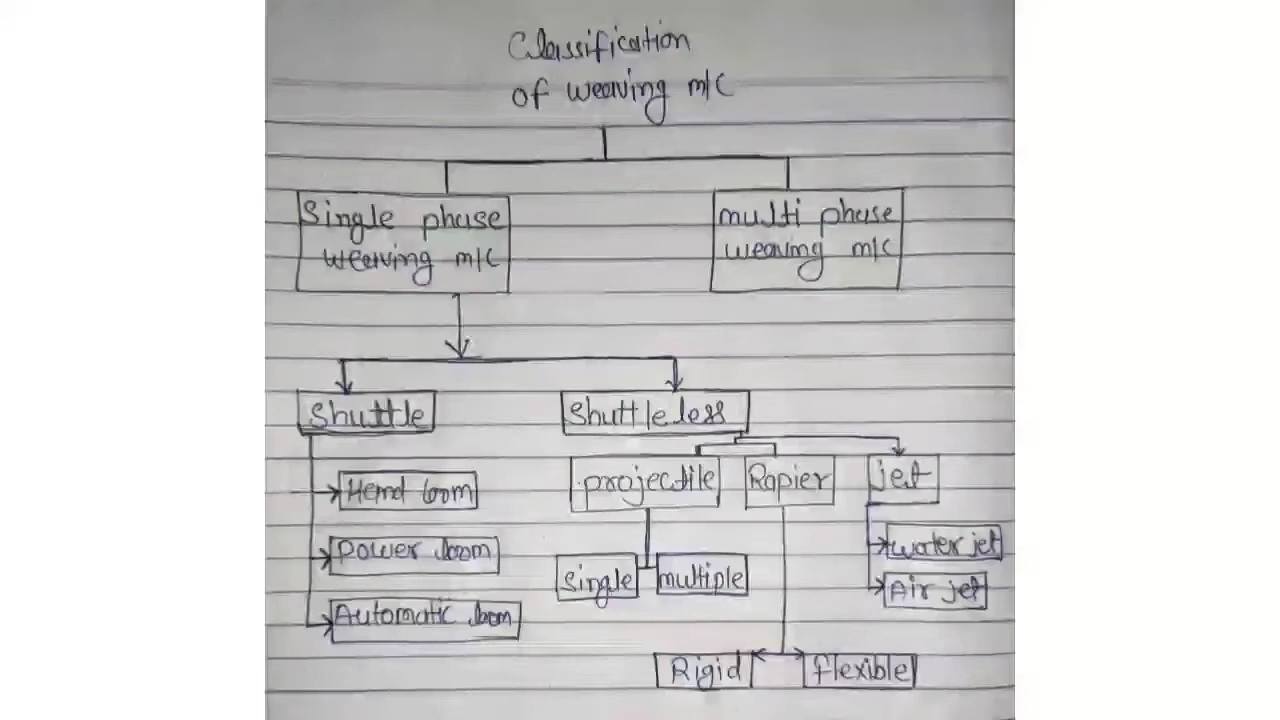 Classification
of weaving m/c
Single phase
weaving m/c
multi phase
weaving m/c
Shuttle
Shuttleless
projectile
Rapier
jet
Hand loom
Power loom
Automatic loom
Single
multiple
water jet
Air jet
Rigid
flexible